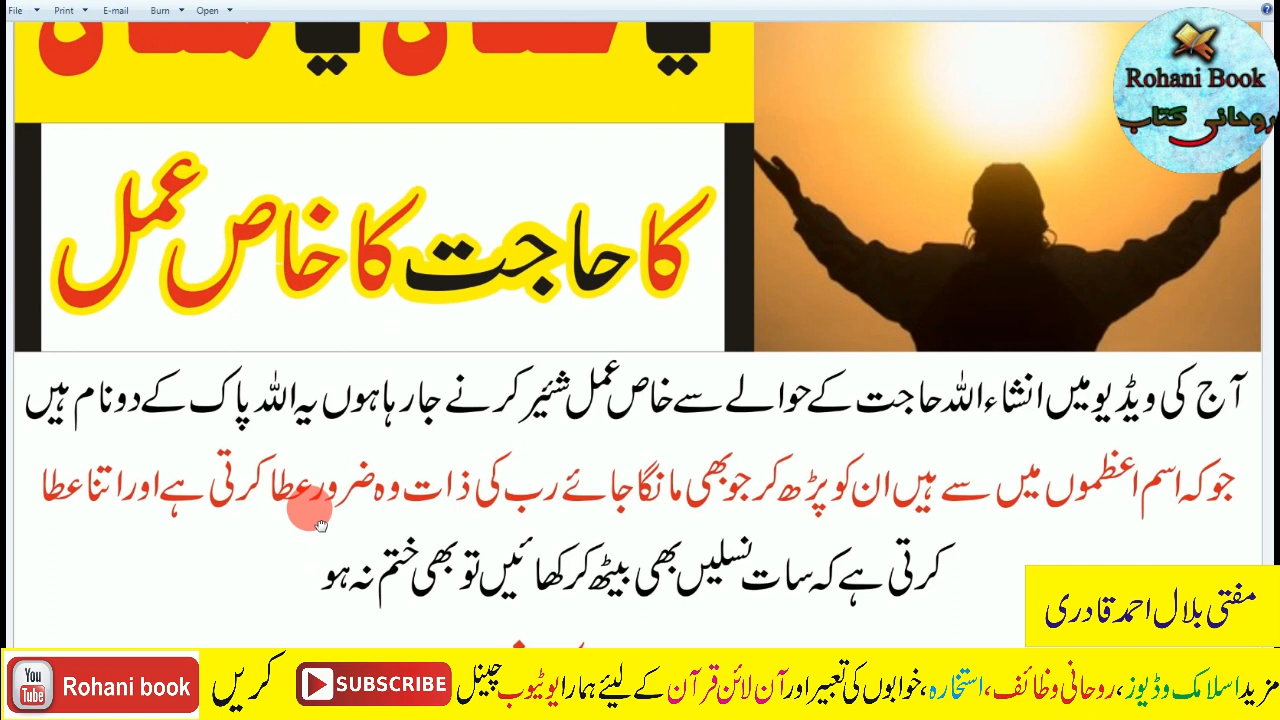 File Print E-mail Burn Open
Rohani Book
روحانی کتاب
کا حاجت کا خاص عمل
آج کی ویڈیو میں انشاء اللہ حاجت کے حوالے سے خاص عمل شئیر کرنے جا رہا ہوں یہ اللہ پاک کے دو نام ہیں
جو کہ اسم اعظموں میں سے ہیں ان کو پڑھ کر جو بھی مانگا جائے رب کی ذات وہ ضرور عطا کرتی ہے اور اتنا عطا
کرتی ہے کہ سات نسلیں بھی بیٹھ کر کھائیں تو بھی ختم نہ ہو
مفتی بلال احمد قادری
مزید اسلامک وڈیوز، روحانی وظائف، استخارہ، خوابوں کی تعبیر اور آن لائن قرآن کے لیئے ہمارا یوٹیوب چینل SUBSCRIBE کریں
You Tube Rohani book